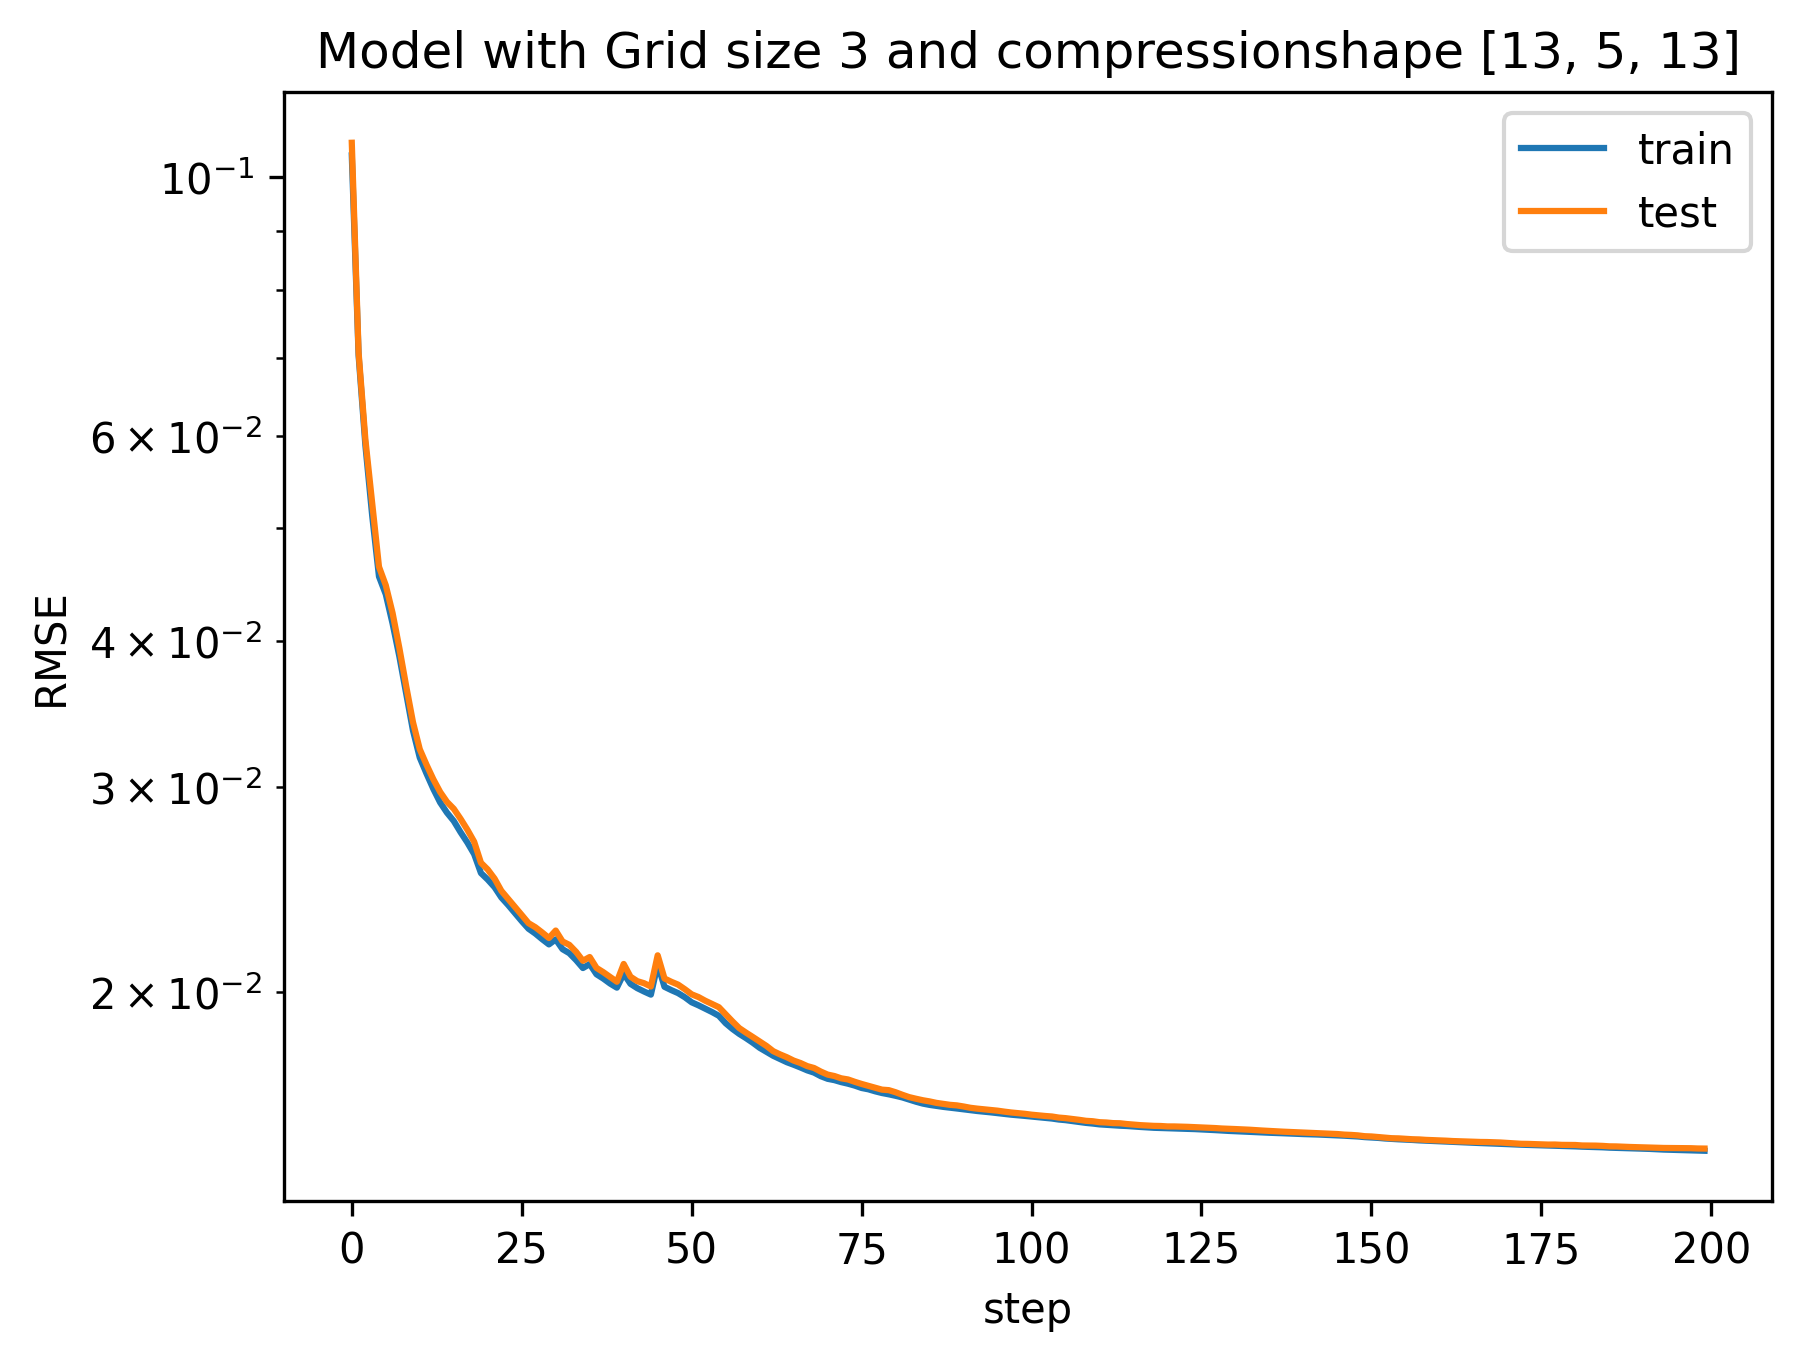 Model with Grid size 3 and compressionshape [13, 5, 13]
train
test
10⁻¹
6 × 10⁻²
4 × 10⁻²
3 × 10⁻²
2 × 10⁻²
RMSE
0 25 50 75 100 125 150 175 200
step